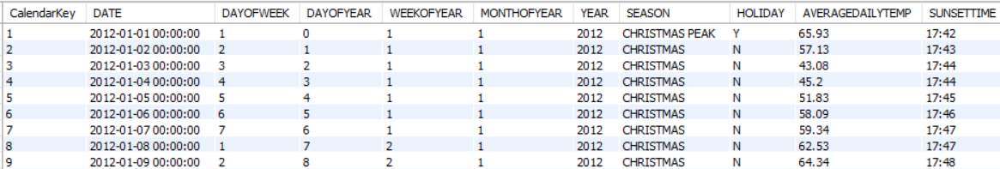 CalendarKey DATE DAYOFWEEK DAYOFYEAR WEEKOFYEAR MONTHOFYEAR YEAR SEASON HOLIDAY AVERAGEDAILYTEMP SUNSETTIME
1 2012-01-01 00:00:00 1 0 1 1 2012 CHRISTMAS PEAK Y 65.93 17:42
2 2012-01-02 00:00:00 2 1 1 1 2012 CHRISTMAS N 57.13 17:43
3 2012-01-03 00:00:00 3 2 1 1 2012 CHRISTMAS N 43.08 17:44
4 2012-01-04 00:00:00 4 3 1 1 2012 CHRISTMAS N 45.2 17:44
5 2012-01-05 00:00:00 5 4 1 1 2012 CHRISTMAS N 51.83 17:45
6 2012-01-06 00:00:00 6 5 1 1 2012 CHRISTMAS N 58.09 17:46
7 2012-01-07 00:00:00 7 6 1 1 2012 CHRISTMAS N 59.34 17:47
8 2012-01-08 00:00:00 1 7 2 1 2012 CHRISTMAS N 62.53 17:47
9 2012-01-09 00:00:00 2 8 2 1 2012 CHRISTMAS N 64.34 17:48